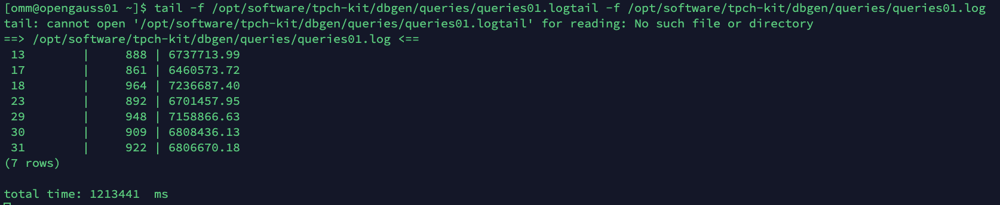 [omm@opengauss01 ~]$ tail -f /opt/software/tpch-kit/dbgen/queries/queries01.logtail -f /opt/software/tpch-kit/dbgen/queries/queries01.log
tail: cannot open '/opt/software/tpch-kit/dbgen/queries/queries01.logtail' for reading: No such file or directory
==> /opt/software/tpch-kit/dbgen/queries/queries01.log <==
 13        |     888 | 6737713.99
 17        |     861 | 6460573.72
 18        |     964 | 7236687.40
 23        |     892 | 6701457.95
 29        |     948 | 7158866.63
 30        |     909 | 6808436.13
 31        |     922 | 6806670.18
(7 rows)

total time: 1213441  ms